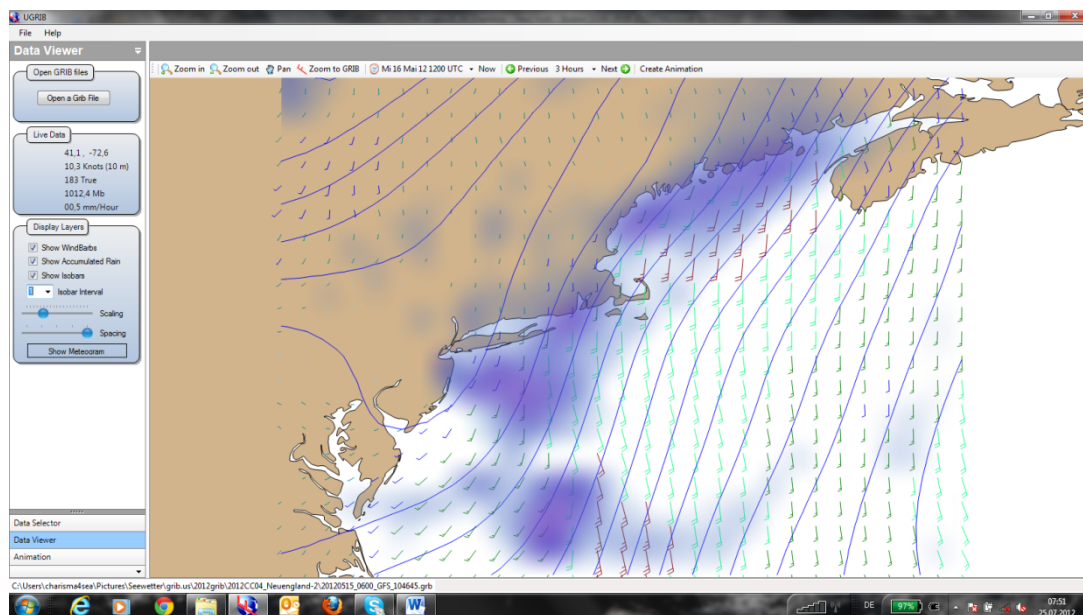 UGRIB
File Help
Data Viewer
Zoom in Zoom out Pan Zoom to GRIB Mi 16 Mai 12 1200 UTC Now Previous 3 Hours Next Create Animation
Open GRIB files
Open a Grib File
Live Data
41,1 , -72,6
10,3 Knots (10 m)
183 True
1012,4 Mb
00,5 mm/Hour
Display Layers
Show WindBarbs
Show Accumulated Rain
Show Isobars
Isobar Interval
Scaling
Spacing
Show Meteogram
Data Selector
Data Viewer
Animation
C:\Users\charisma4sea\Pictures\Seewetter\grib.us\2012grib\2012CC04_Neuengland-2\20120515_0600_GFS_104645.grb
DE 97% 07:51
25.07.2012